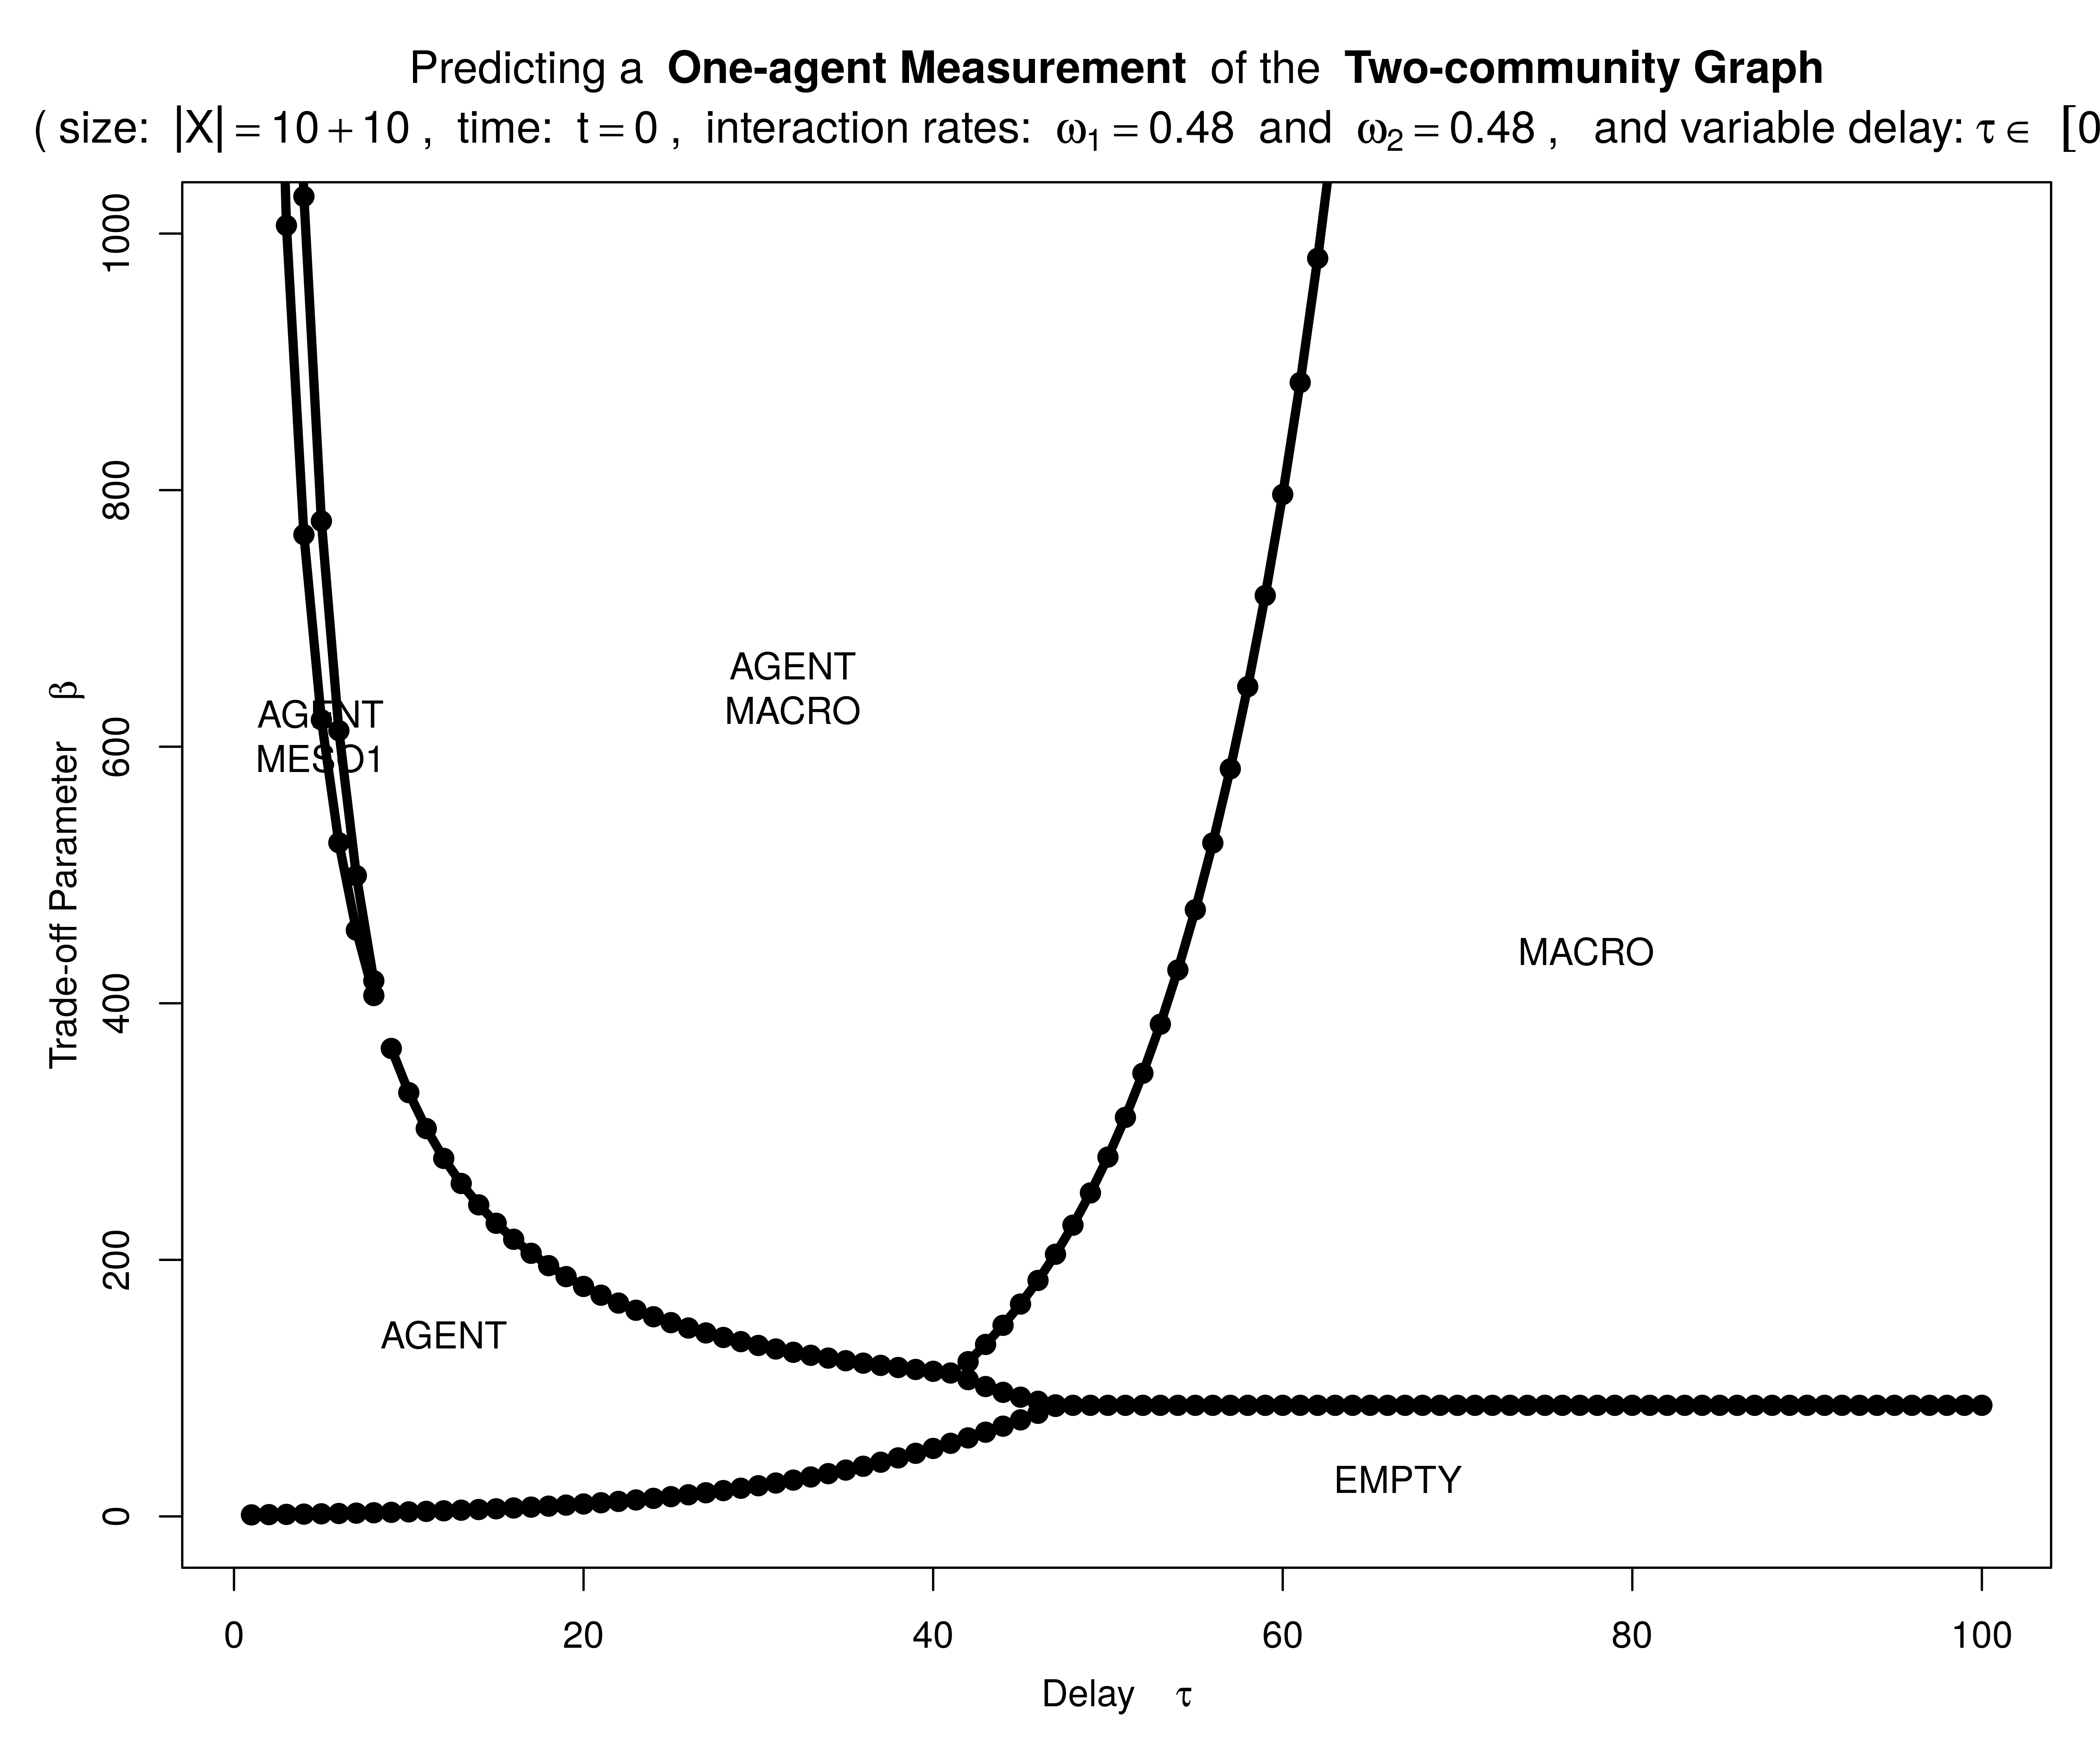 Predicting a One-agent Measurement of the Two-community Graph
( size: |X| = 10 + 10 , time: t = 0 , interaction rates: ω1 = 0.48 and ω2 = 0.48 , and variable delay: τ ∈ [0
1000
800
600
400
200
0
Trade-off Parameter β
AGENT
MESO1
AGENT
MACRO
MACRO
AGENT
EMPTY
0 20 40 60 80 100
Delay τ